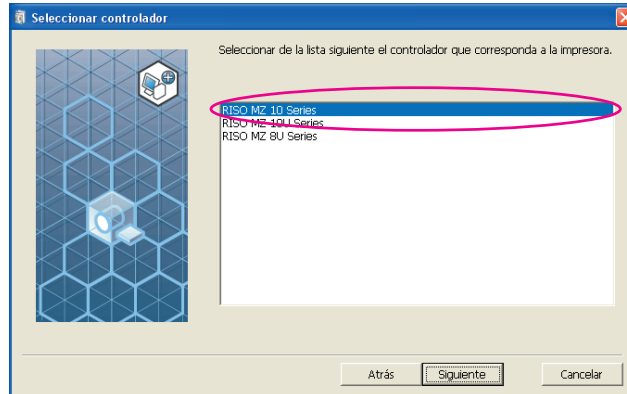 Seleccionar controlador
Seleccionar de la lista siguiente el controlador que corresponda a la impresora.
RISO MZ 10 Series
RISO MZ 10U Series
RISO MZ 8U Series
Atrás
Siguiente
Cancelar